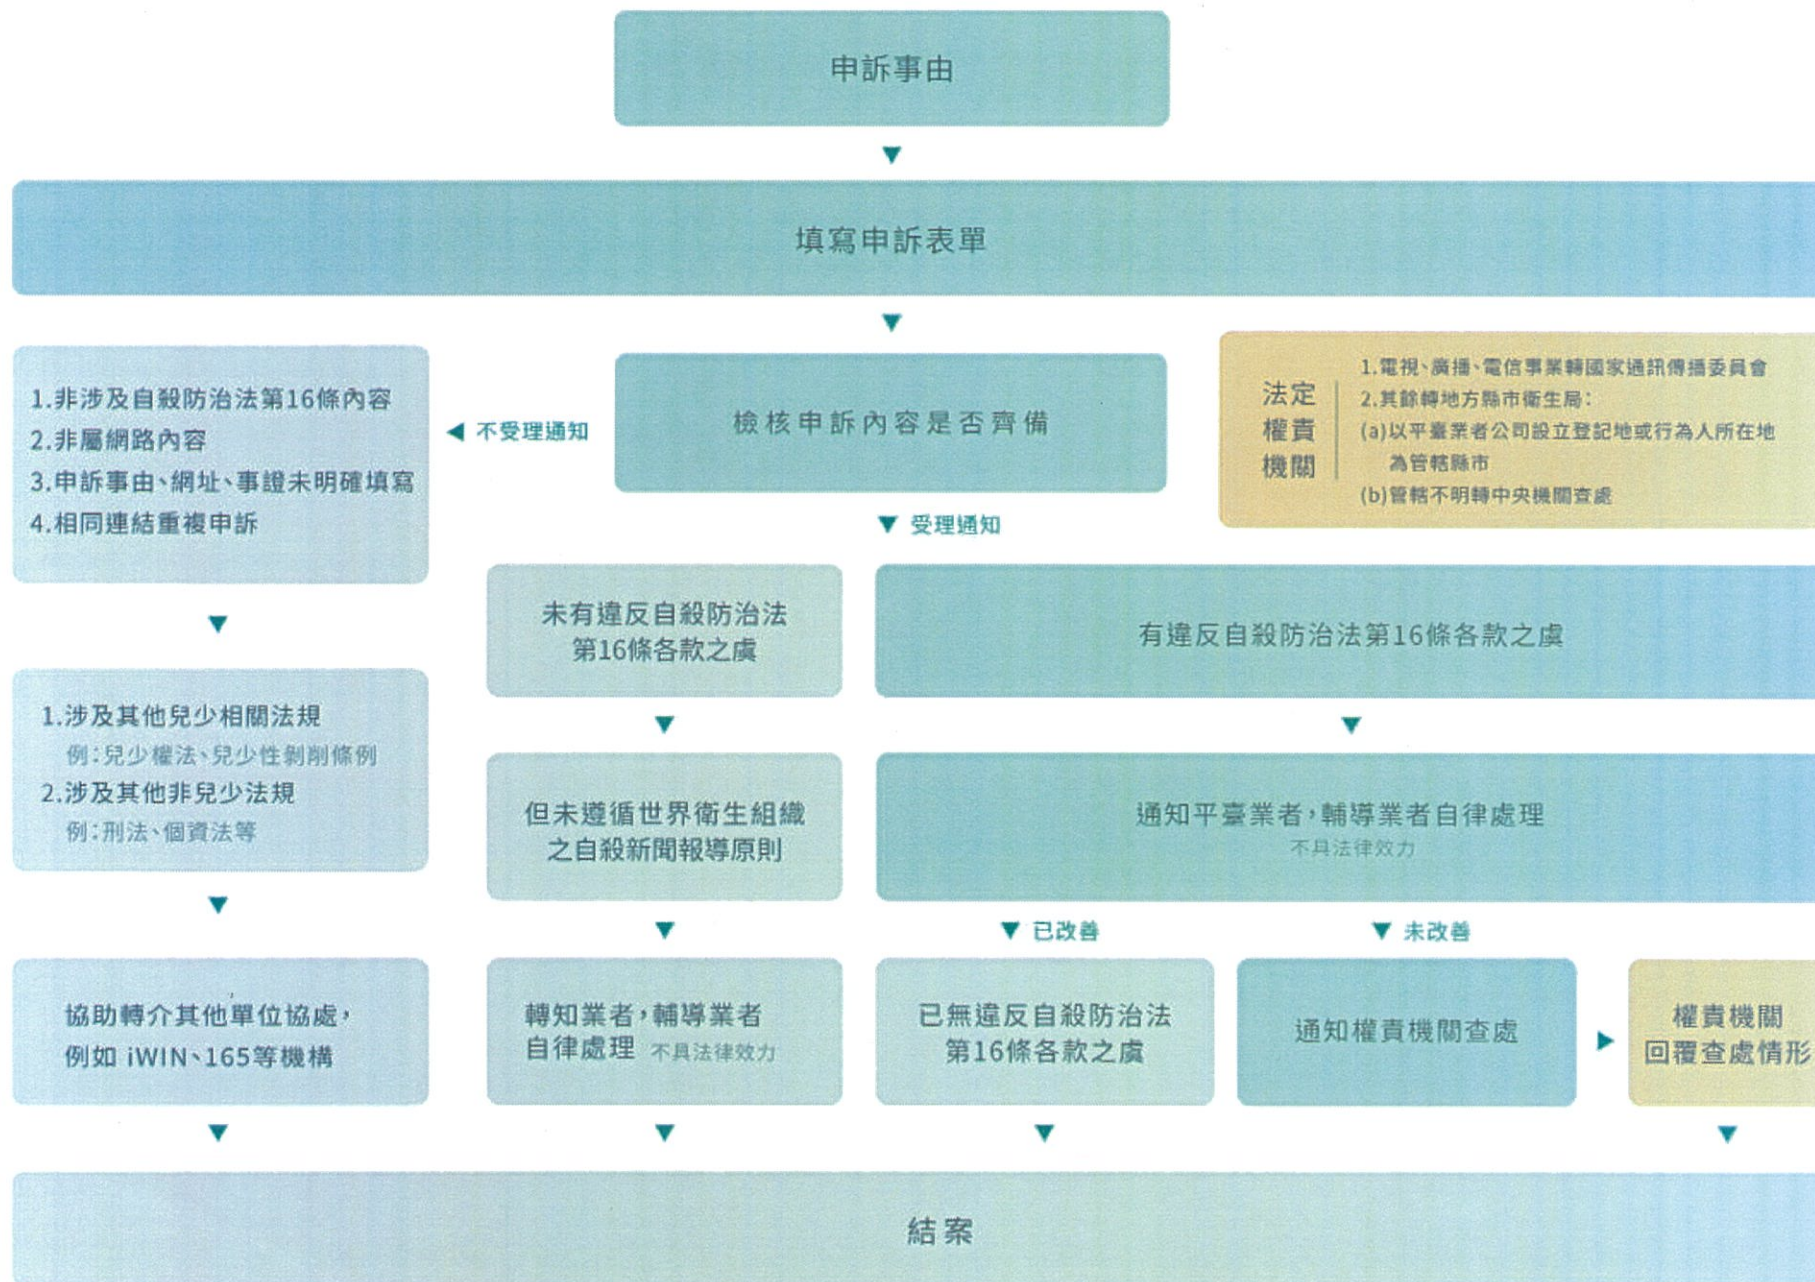 申訴事由
填寫申訴表單
1.非涉及自殺防治法第16條內容
2.非屬網路內容
3.申訴事由、網址、事證未明確填寫
4.相同連結重複申訴
不受理通知
檢核申訴內容是否齊備
法定
權責
機關
1.電視、廣播、電信事業轉國家通訊傳播委員會
2.其餘轉地方縣市衛生局:
(a)以平臺業者公司設立登記地或行為人所在地
為管轄縣市
(b)管轄不明轉中央機關查處
受理通知
未有違反自殺防治法
第16條各款之虞
有違反自殺防治法第16條各款之虞
1.涉及其他兒少相關法規
例:兒少權法、兒少性剝削條例
2.涉及其他非兒少法規
例:刑法、個資法等
但未遵循世界衛生組織
之自殺新聞報導原則
通知平臺業者,輔導業者自律處理
不具法律效力
已改善
未改善
協助轉介其他單位協處,
例如 iWIN、165等機構
轉知業者,輔導業者
自律處理 不具法律效力
已無違反自殺防治法
第16條各款之虞
通知權責機關查處
權責機關
回覆查處情形
結案